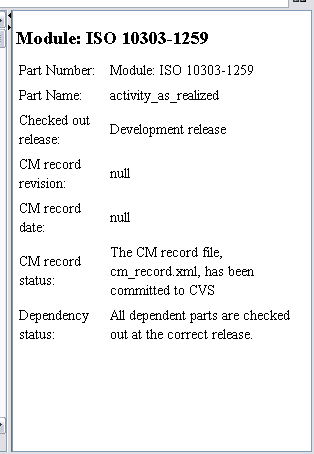 Module: ISO 10303-1259
Part Number: Module: ISO 10303-1259
Part Name: activity_as_realized
Checked out
release:
Development release
CM record
revision:
null
CM record
date:
null
CM record
status:
The CM record file,
cm_record.xml, has been
committed to CVS
Dependency
status:
All dependent parts are checked
out at the correct release.